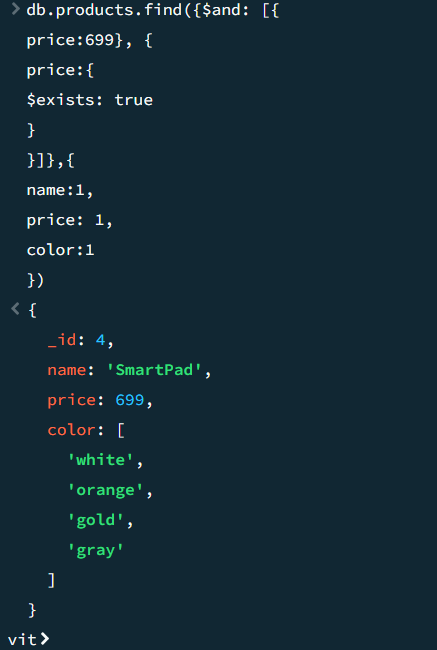 > db.products.find({$and: [{
price:699}, {
price:{
$exists: true
}
}]},{
name:1,
price: 1,
color:1
})
< {
_id: 4,
name: 'SmartPad',
price: 699,
color: [
'white',
'orange',
'gold',
'gray'
]
}
vit>